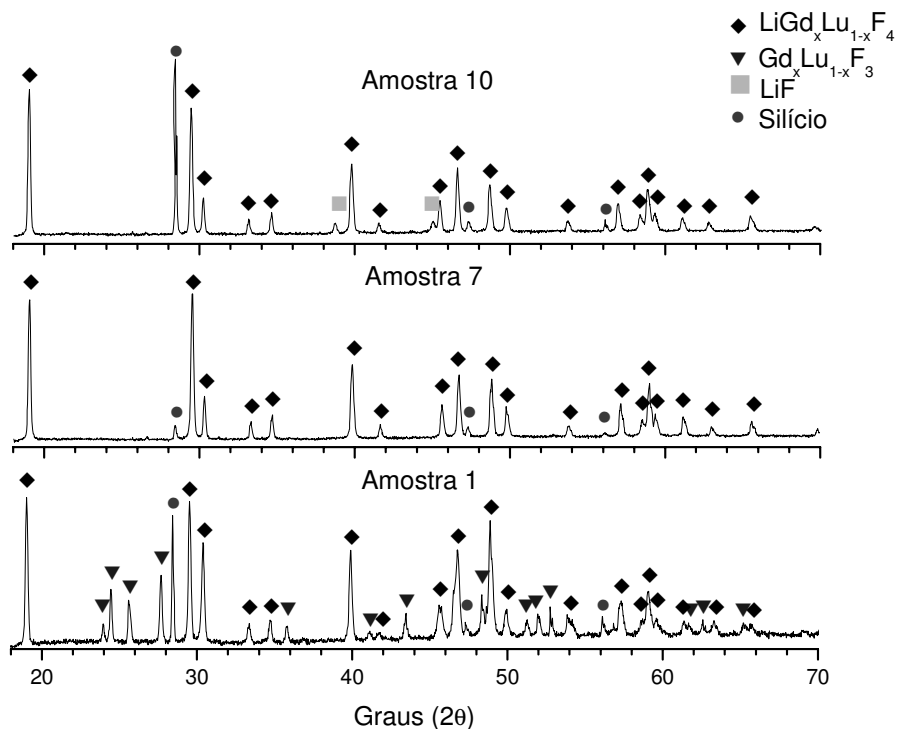 LiGdₓLu₁₋ₓF₄
GdₓLu₁₋ₓF₃
LiF
Silício
Amostra 10
Amostra 7
Amostra 1
20 30 40 50 60 70
Graus (2θ)